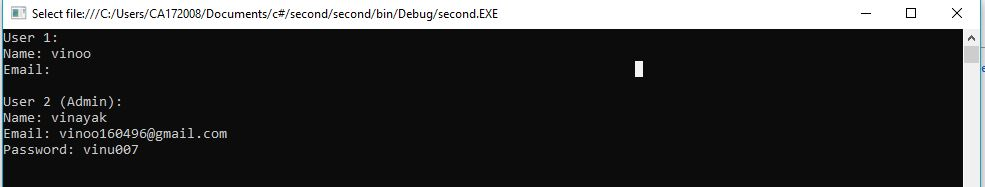 Select file:///C:/Users/CA172008/Documents/c#/second/second/bin/Debug/second.EXE
User 1:
Name: vinoo
Email:
User 2 (Admin):
Name: vinayak
Email: vinoo160496@gmail.com
Password: vinu007